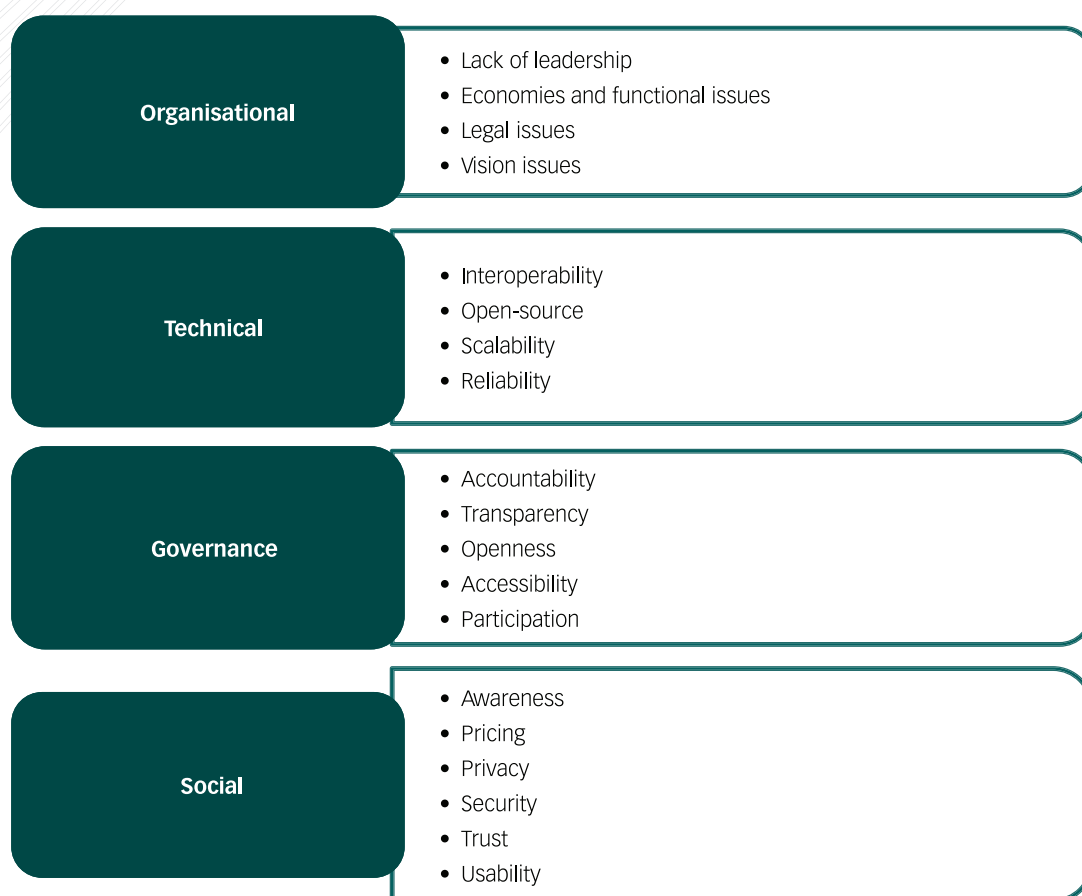 Organisational
• Lack of leadership
• Economies and functional issues
• Legal issues
• Vision issues
Technical
• Interoperability
• Open-source
• Scalability
• Reliability
Governance
• Accountability
• Transparency
• Openness
• Accessibility
• Participation
Social
• Awareness
• Pricing
• Privacy
• Security
• Trust
• Usability